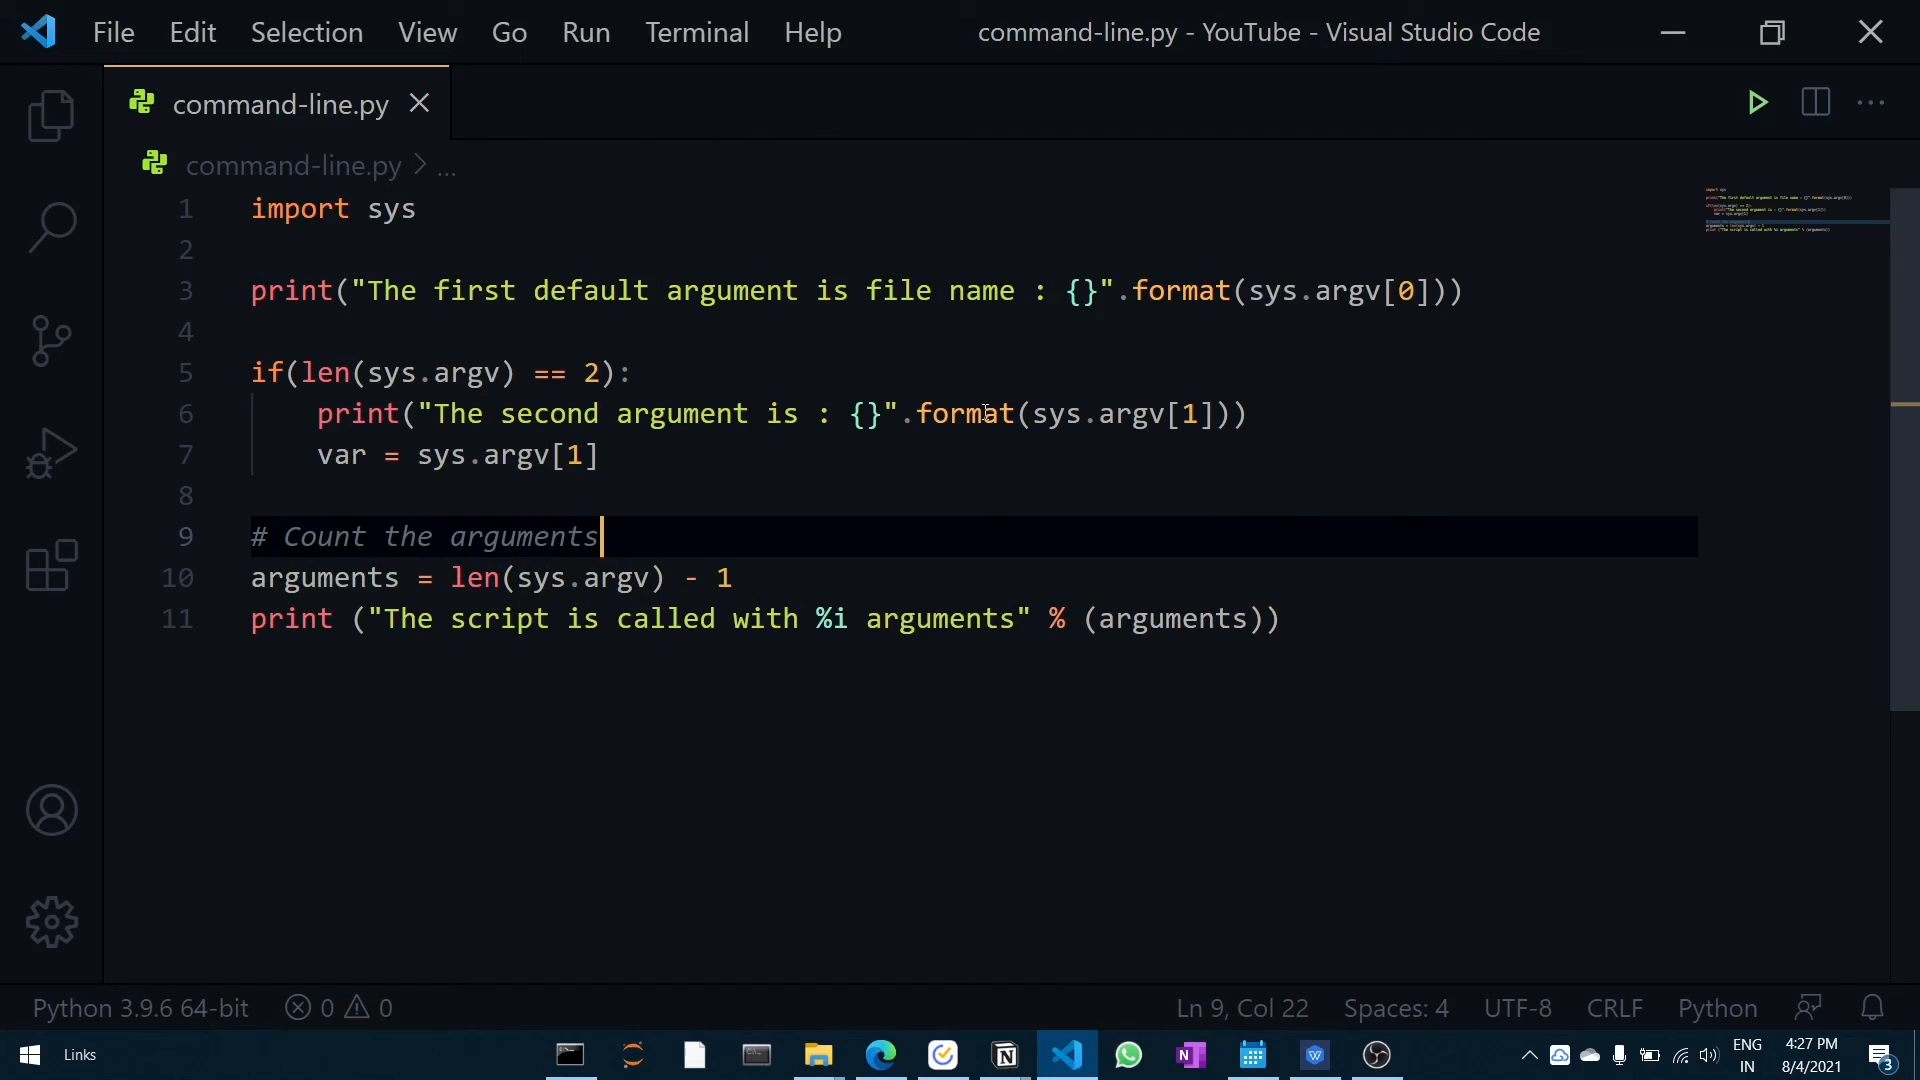 File Edit Selection View Go Run Terminal Help command-line.py - YouTube - Visual Studio Code
command-line.py
command-line.py > ...
1 import sys
2
3 print("The first default argument is file name : {}".format(sys.argv[0]))
4
5 if(len(sys.argv) == 2):
6     print("The second argument is : {}".format(sys.argv[1]))
7     var = sys.argv[1]
8
9 # Count the arguments
10 arguments = len(sys.argv) - 1
11 print ("The script is called with %i arguments" % (arguments))
Python 3.9.6 64-bit 0 0 Ln 9, Col 22 Spaces: 4 UTF-8 CRLF Python
Links ENG 4:27 PM
IN 8/4/2021 3